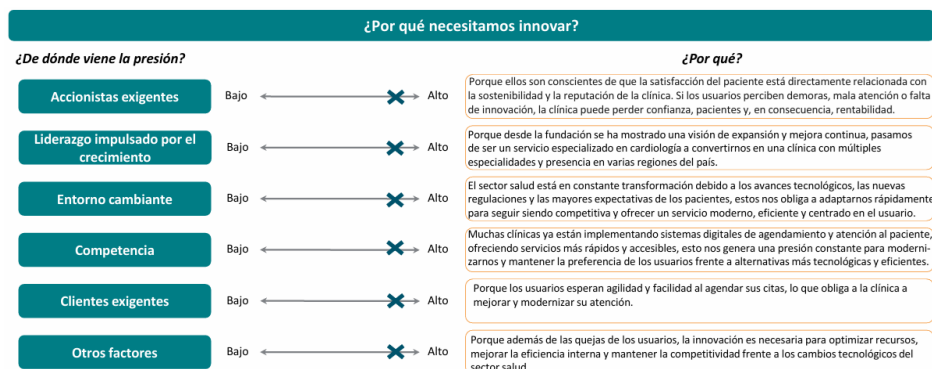 ¿Por qué necesitamos innovar?
¿De dónde viene la presión?
¿Por qué?
Accionistas exigentes
Bajo
Alto
Porque ellos son conscientes de que la satisfacción del paciente está directamente relacionada con
la sostenibilidad y la reputación de la clínica. Si los usuarios perciben demoras, mala atención o falta
de innovación, la clínica puede perder confianza, pacientes y, en consecuencia, rentabilidad.
Liderazgo impulsado por el
crecimiento
Bajo
Alto
Porque desde la fundación se ha mostrado una visión de expansión y mejora continua, pasamos
de ser un servicio especializado en cardiología a convertirnos en una clínica con múltiples
especialidades y presencia en varias regiones del país.
Entorno cambiante
Bajo
Alto
El sector salud está en constante transformación debido a los avances tecnológicos, las nuevas
regulaciones y las mayores expectativas de los pacientes, estos nos obliga a adaptarnos rápidamente
para seguir siendo competitiva y ofrecer un servicio moderno, eficiente y centrado en el usuario.
Competencia
Bajo
Alto
Muchas clínicas ya están implementando sistemas digitales de agendamiento y atención al paciente,
ofreciendo servicios más rápidos y accesibles, esto nos genera una presión constante para moderni-
zarnos y mantener la preferencia de los usuarios frente a alternativas más tecnológicas y eficientes.
Clientes exigentes
Bajo
Alto
Porque los usuarios esperan agilidad y facilidad al agendar sus citas, lo que obliga a la clínica a
mejorar y modernizar su atención.
Otros factores
Bajo
Alto
Porque además de las quejas de los usuarios, la innovación es necesaria para optimizar recursos,
mejorar la eficiencia interna y mantener la competitividad frente a los cambios tecnológicos del
sector salud